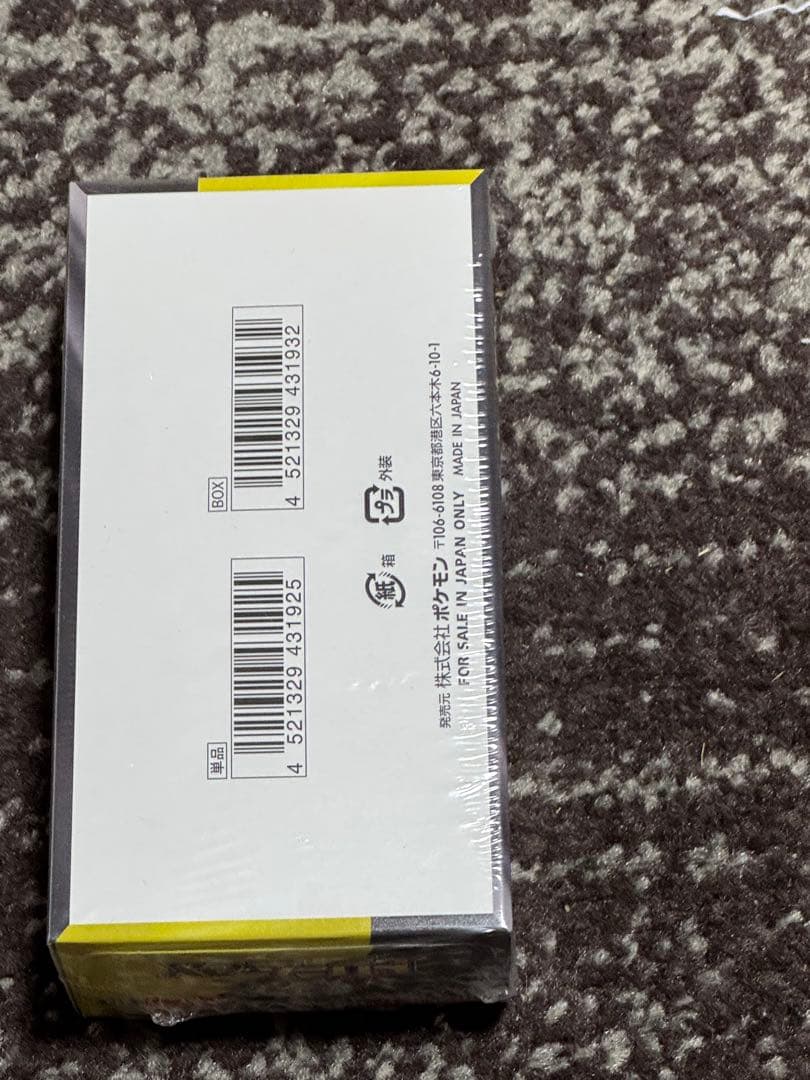 単品
4 521329 431925
BOX
4 521329 431932
紙 箱
プラ 外装
発売元 株式会社ポケモン 〒106-6108 東京都港区六本木6-10-1
FOR SALE IN JAPAN ONLY MADE IN JAPAN